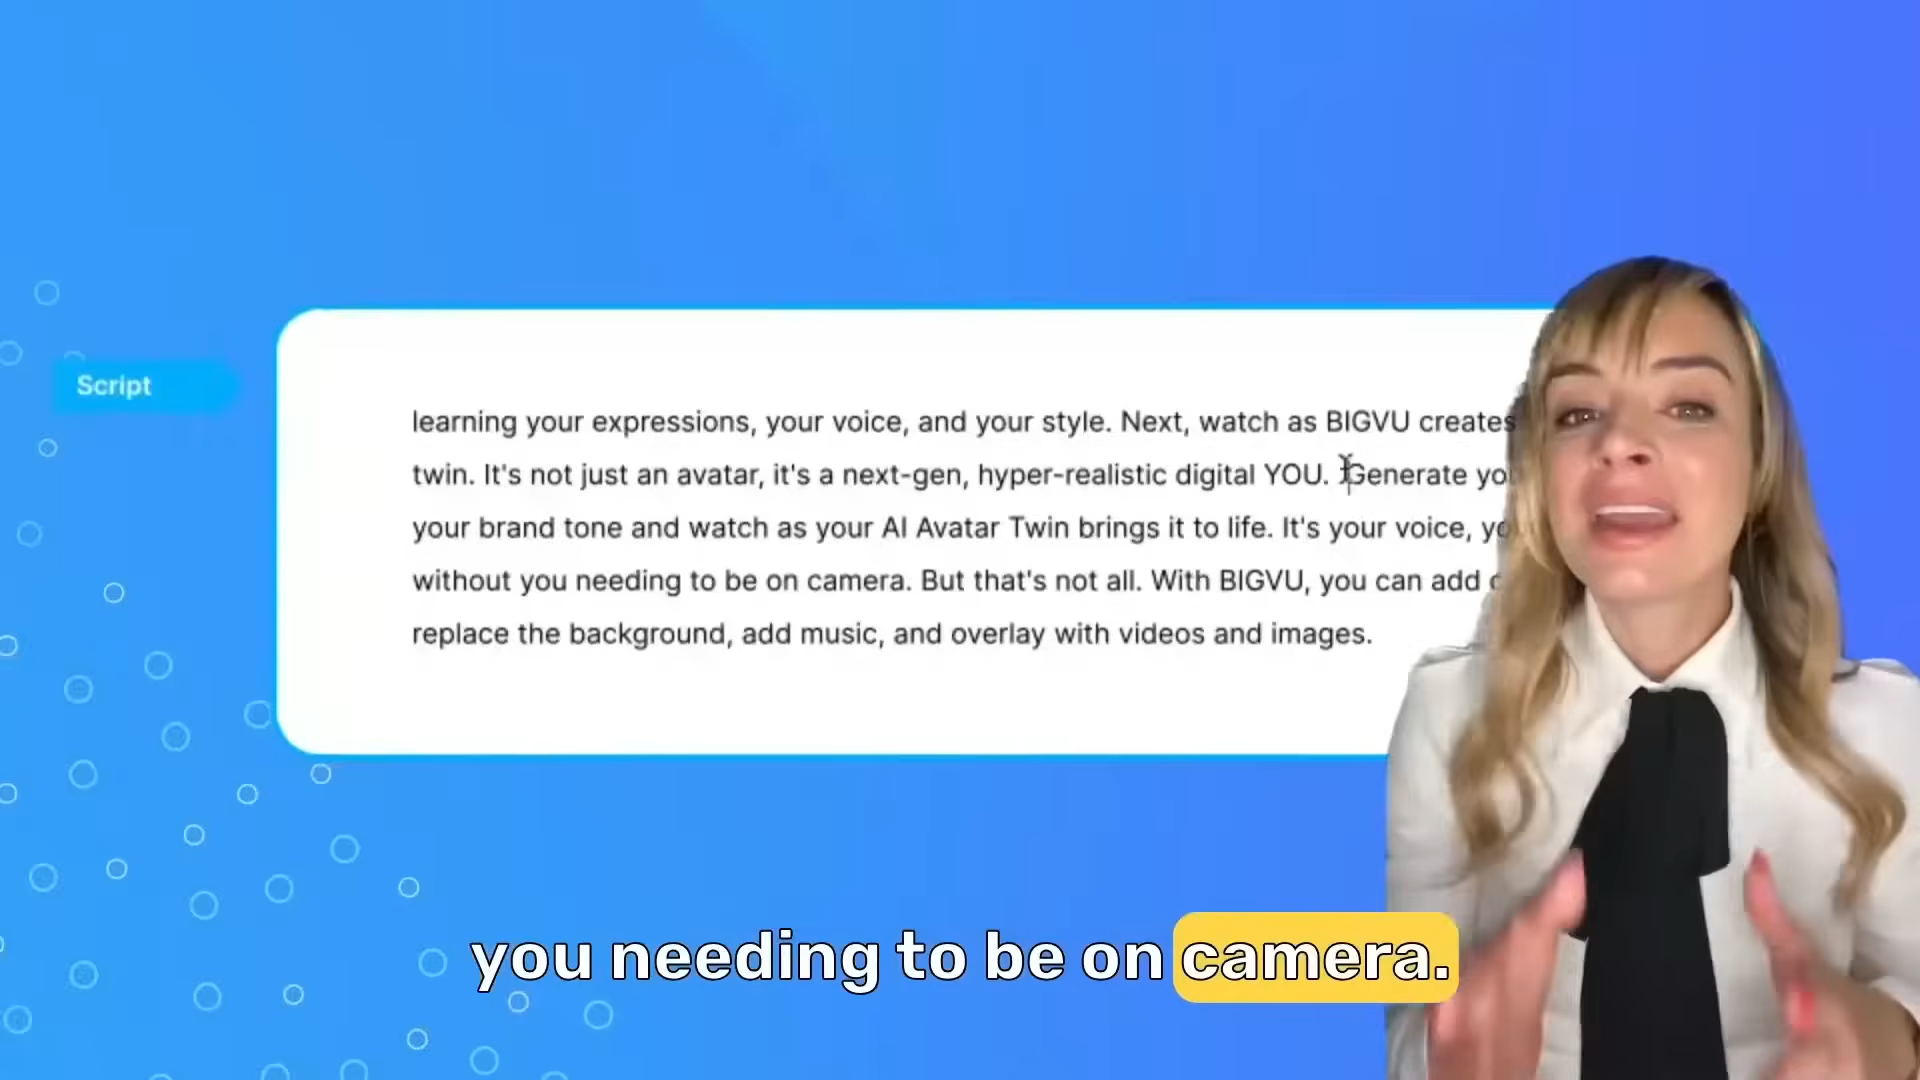 Script
learning your expressions, your voice, and your style. Next, watch as BIGVU creates
twin. It's not just an avatar, it's a next-gen, hyper-realistic digital YOU. Generate
your brand tone and watch as your AI Avatar Twin brings it to life. It's your voice,
without you needing to be on camera. But that's not all. With BIGVU, you can add
replace the background, add music, and overlay with videos and images.
you needing to be on camera.